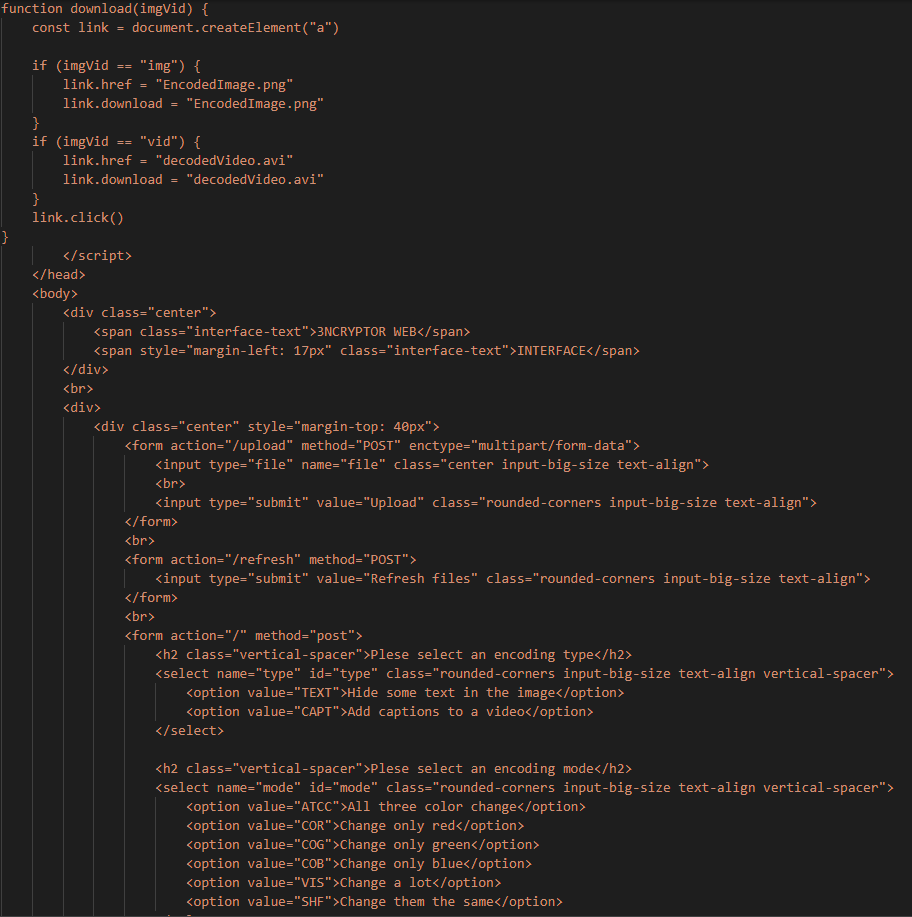 function download(imgVid) {
const link = document.createElement("a")
if (imgVid == "img") {
link.href = "EncodedImage.png"
link.download = "EncodedImage.png"
}
if (imgVid == "vid") {
link.href = "decodedVideo.avi"
link.download = "decodedVideo.avi"
}
link.click()
}
</script>
</head>
<body>
<div class="center">
<span class="interface-text">3NCRYPTOR WEB</span>
<span style="margin-left: 17px" class="interface-text">INTERFACE</span>
</div>
<br>
<div>
<div class="center" style="margin-top: 40px">
<form action="/upload" method="POST" enctype="multipart/form-data">
<input type="file" name="file" class="center input-big-size text-align">
<br>
<input type="submit" value="Upload" class="rounded-corners input-big-size text-align">
</form>
<br>
<form action="/refresh" method="POST">
<input type="submit" value="Refresh files" class="rounded-corners input-big-size text-align">
</form>
<br>
<form action="/" method="post">
<h2 class="vertical-spacer">Plese select an encoding type</h2>
<select name="type" id="type" class="rounded-corners input-big-size text-align vertical-spacer">
<option value="TEXT">Hide some text in the image</option>
<option value="CAPT">Add captions to a video</option>
</select>
<h2 class="vertical-spacer">Plese select an encoding mode</h2>
<select name="mode" id="mode" class="rounded-corners input-big-size text-align vertical-spacer">
<option value="ATCC">All three color change</option>
<option value="COR">Change only red</option>
<option value="COG">Change only green</option>
<option value="COB">Change only blue</option>
<option value="VIS">Change a lot</option>
<option value="SHF">Change them the same</option>